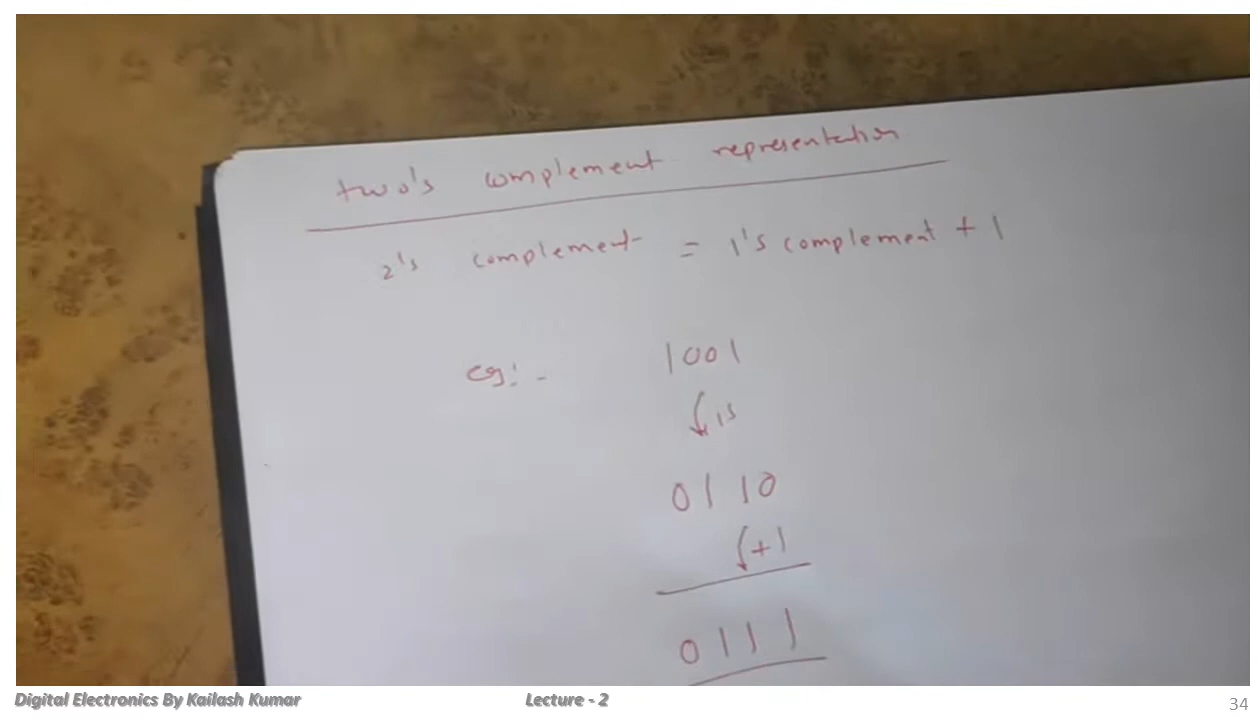 two's complement representation
2's complement = 1's complement + 1
eg:- 1001
1s
0110
+1
0111
Digital Electronics By Kailash Kumar Lecture - 2 34